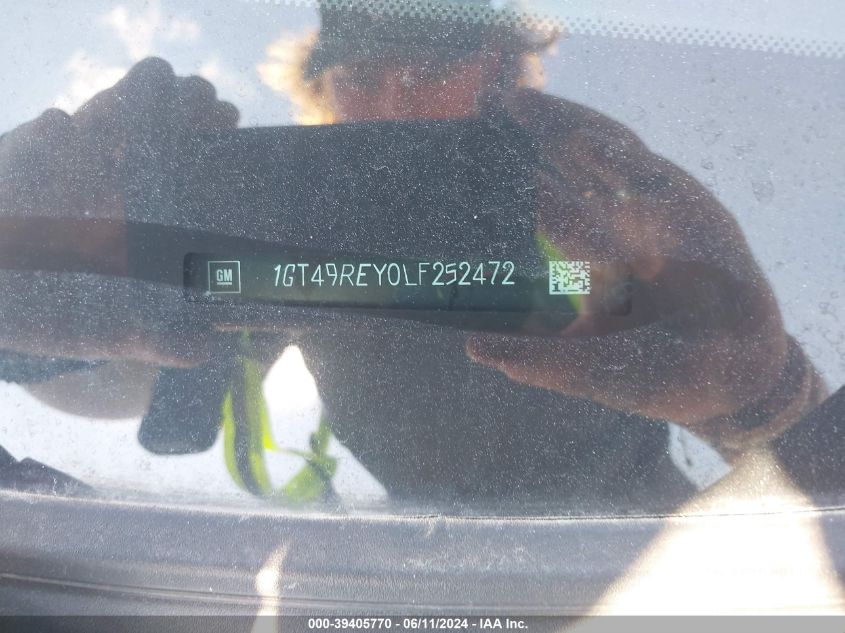 GM
1GT49REY0LF252472
000-39405770 - 06/11/2024 - IAA Inc.